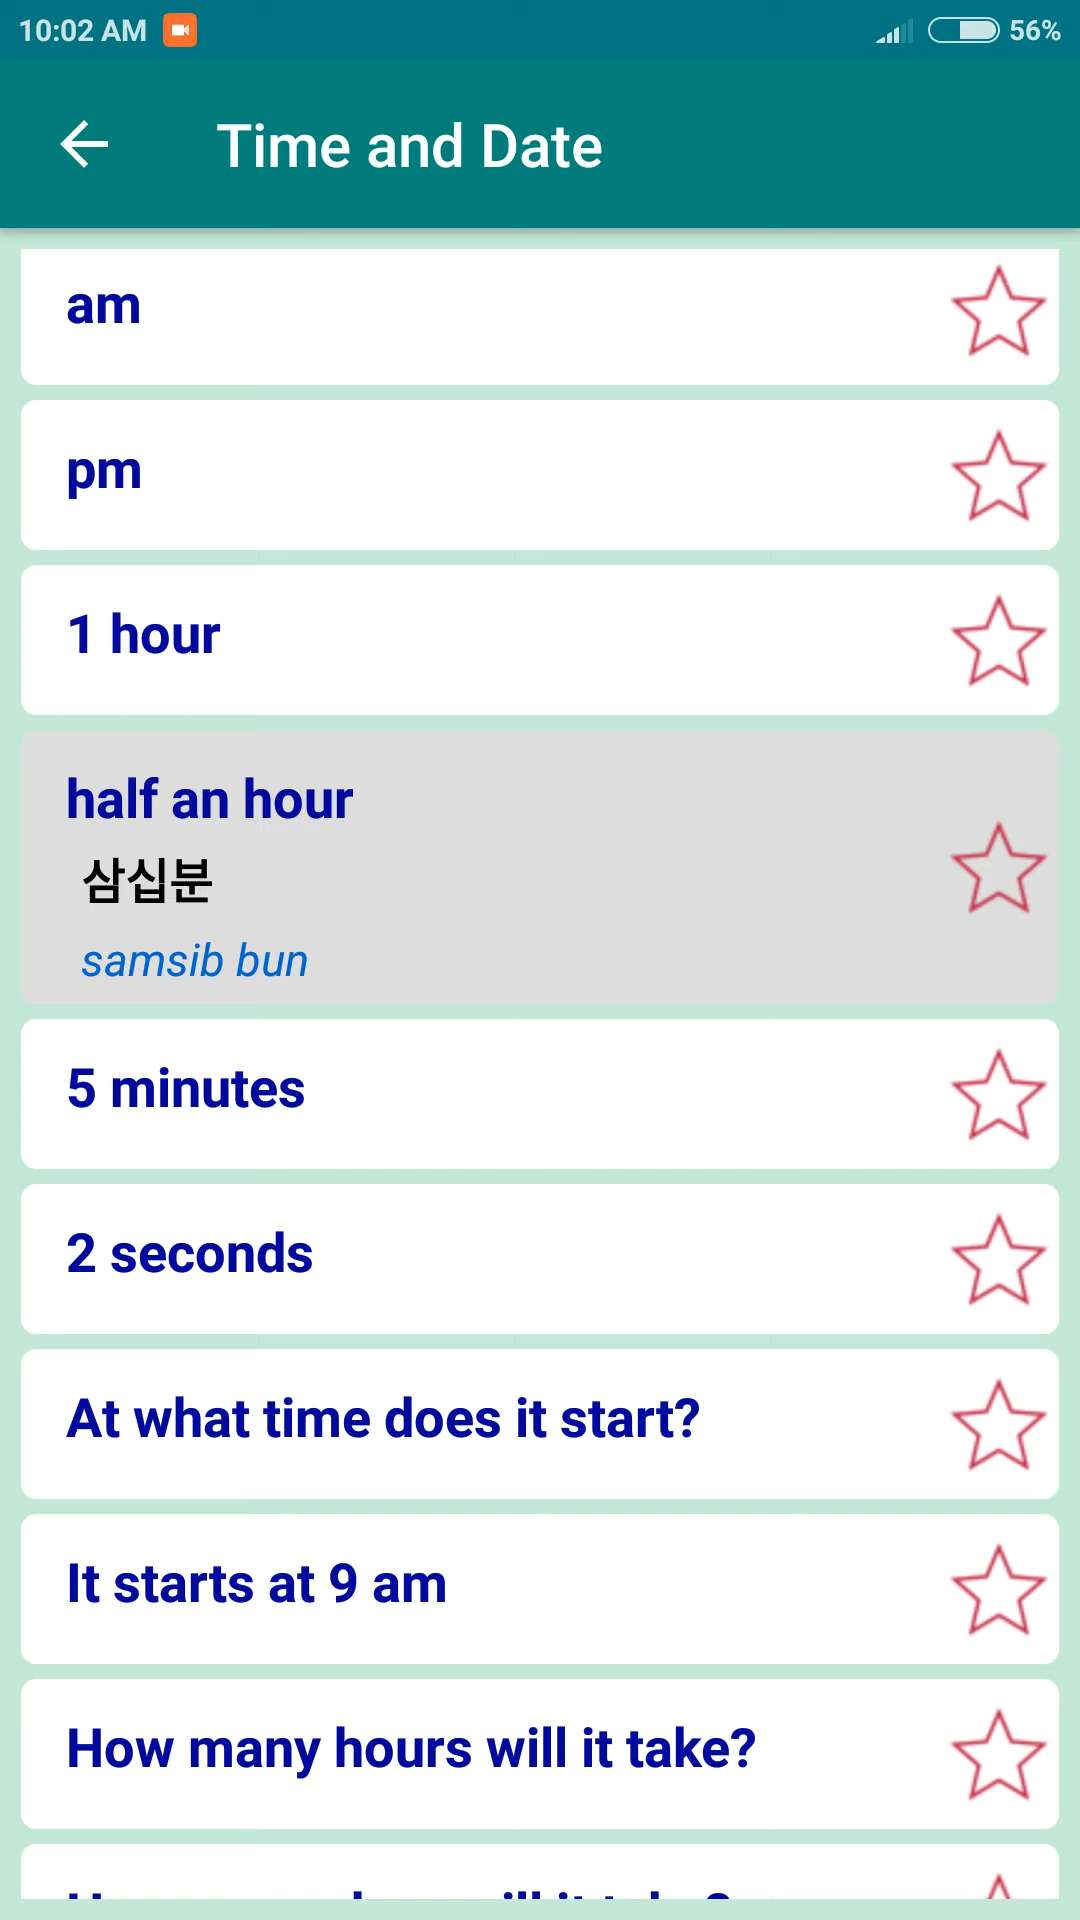 10:02 AM 56%
Time and Date
am
pm
1 hour
half an hour
삼십분
samsib bun
5 minutes
2 seconds
At what time does it start?
It starts at 9 am
How many hours will it take?